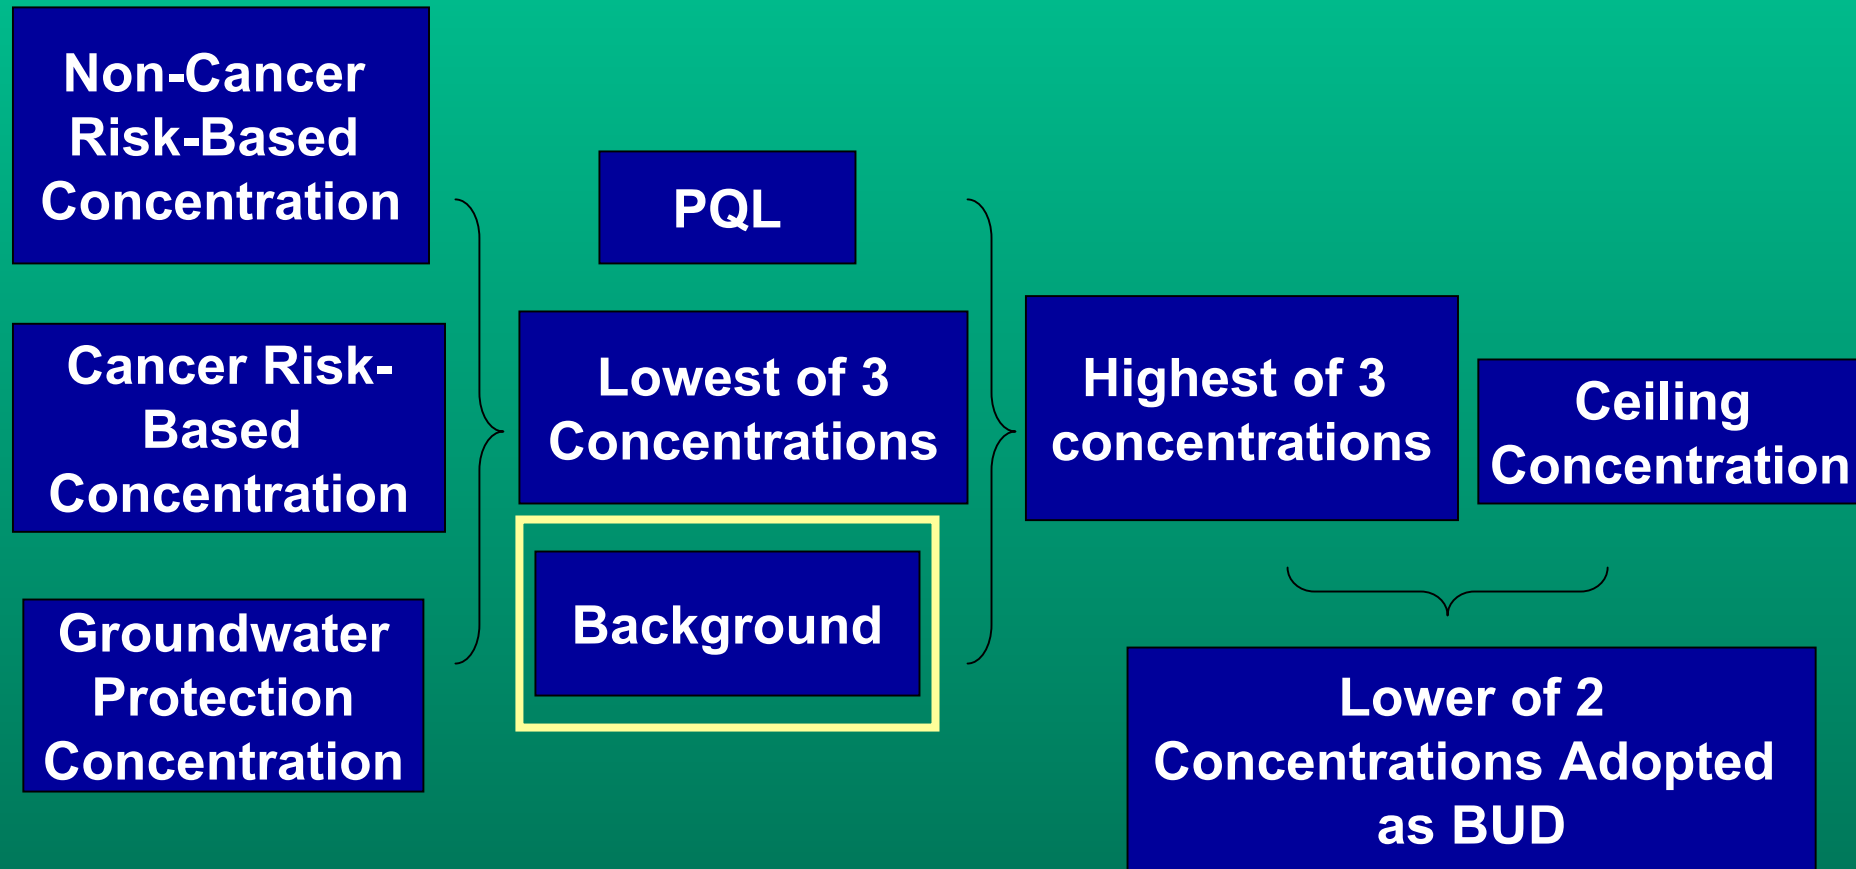 Non-Cancer
Risk-Based
Concentration
Cancer Risk-
Based
Concentration
Groundwater
Protection
Concentration
PQL
Lowest of 3
Concentrations
Background
Highest of 3
concentrations
Ceiling
Concentration
Lower of 2
Concentrations Adopted
as BUD